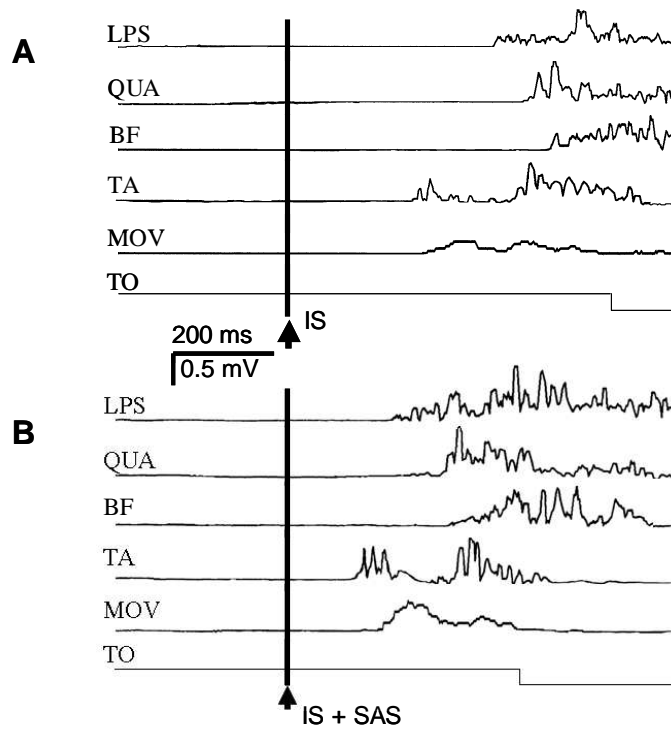 A
LPS
QUA
BF
TA
MOV
TO
IS
200 ms
0.5 mV
B
LPS
QUA
BF
TA
MOV
TO
IS + SAS